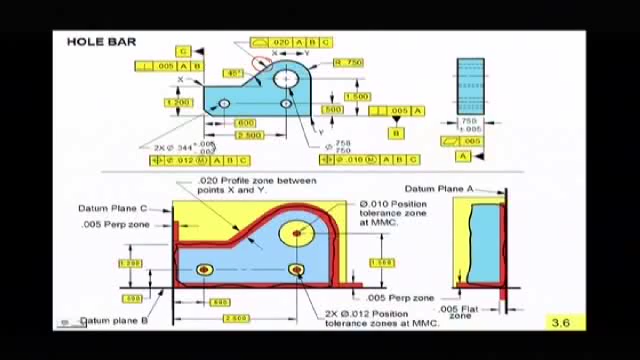 HOLE BAR
.020 A B C
X Y
C
.005 A B
R .750
X
45°
1.200
.500
1.500
.005 A
B
.600
2.500
Y
2X Ø .344
Ø .758
.750
.012 Ⓜ A B C
.010 Ⓜ A B C
.750
±.005
.005
A
.020 Profile zone between
points X and Y.
Datum Plane A
Datum Plane C
.005 Perp zone
Ø.010 Position
tolerance zone
at MMC.
1.200
.500
.600
2.500
1.500
.005 Perp zone
.005 Flat
zone
Datum plane B
2X Ø.012 Position
tolerance zones at MMC.
3.6